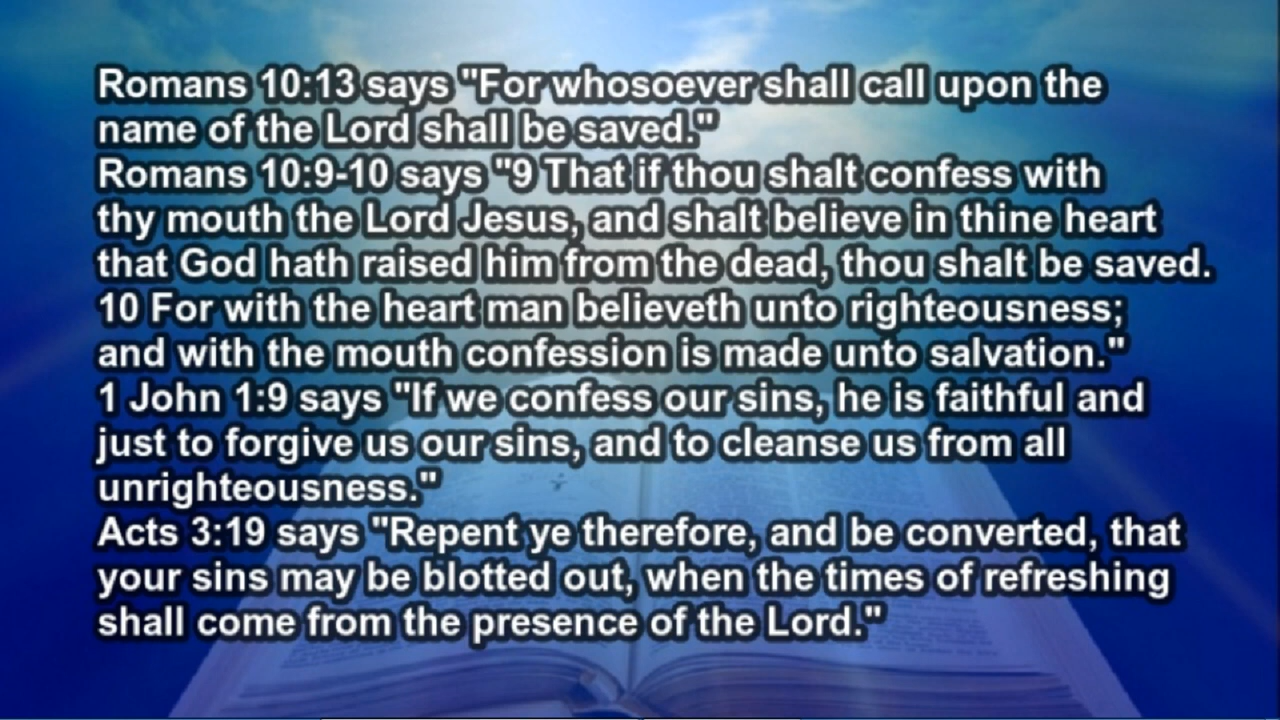 Romans 10:13 says "For whosoever shall call upon the
name of the Lord shall be saved."
Romans 10:9-10 says "9 That if thou shalt confess with
thy mouth the Lord Jesus, and shalt believe in thine heart
that God hath raised him from the dead, thou shalt be saved.
10 For with the heart man believeth unto righteousness;
and with the mouth confession is made unto salvation."
1 John 1:9 says "If we confess our sins, he is faithful and
just to forgive us our sins, and to cleanse us from all
unrighteousness."
Acts 3:19 says "Repent ye therefore, and be converted, that
your sins may be blotted out, when the times of refreshing
shall come from the presence of the Lord."